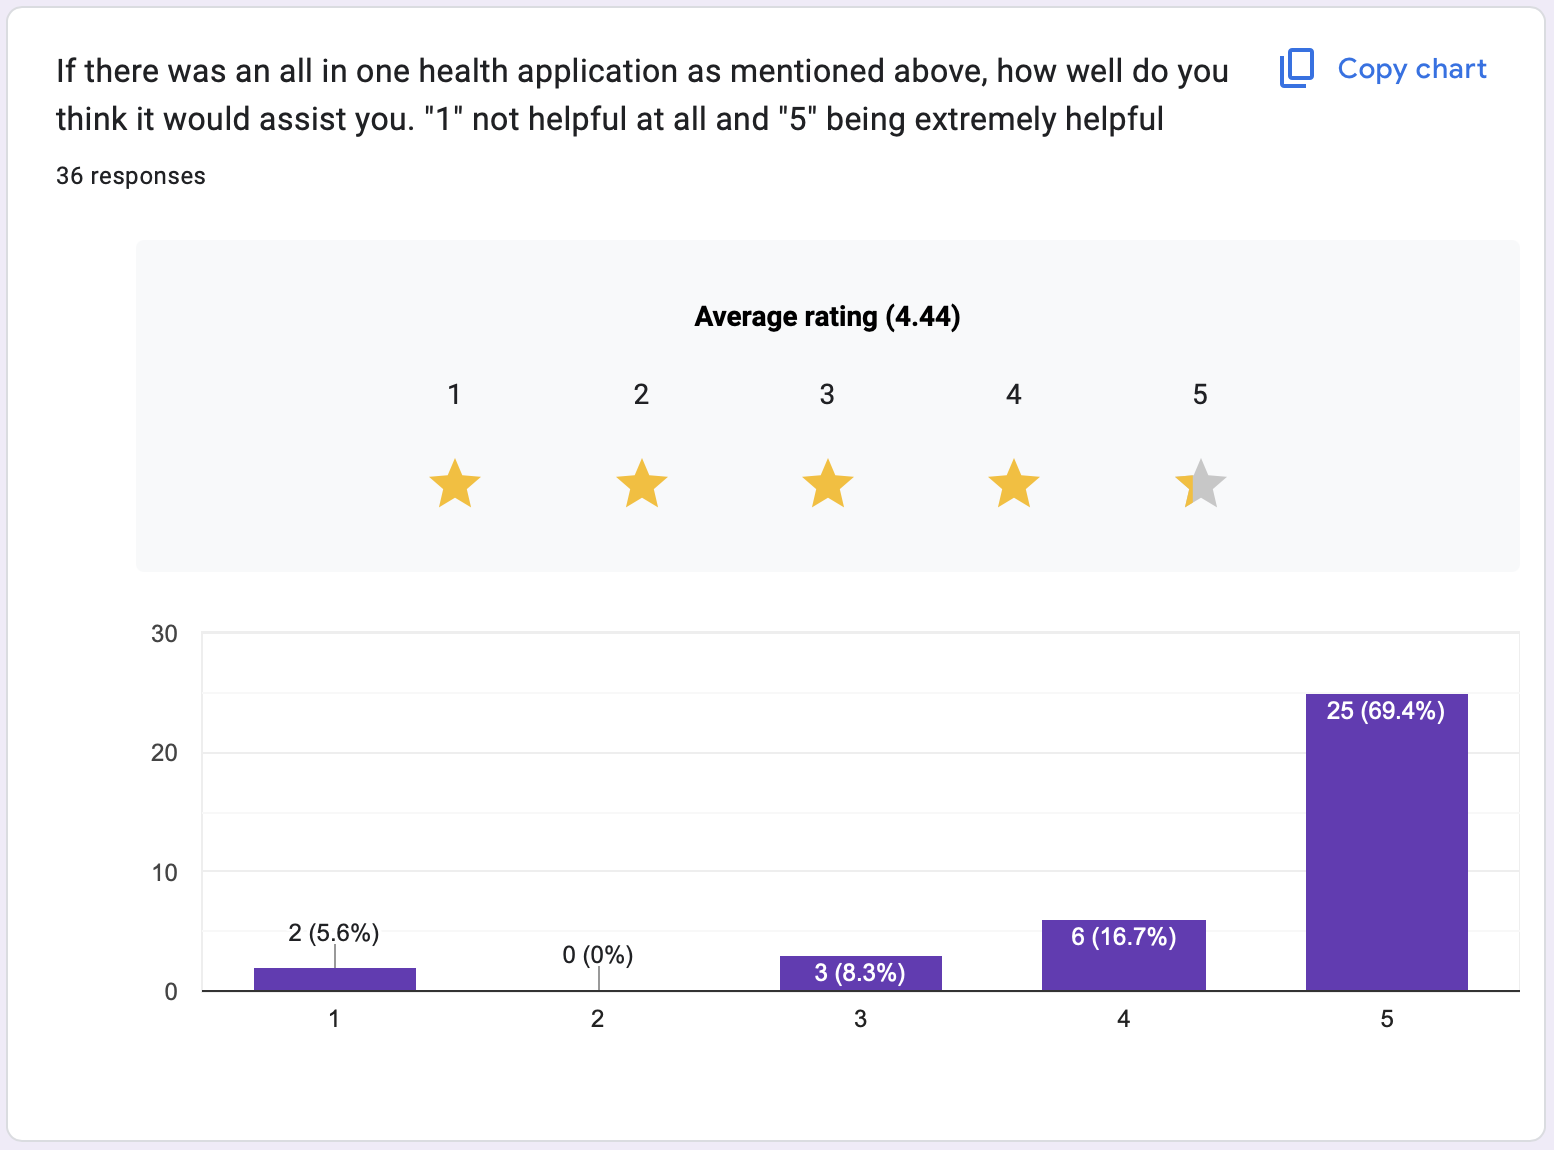 If there was an all in one health application as mentioned above, how well do you
think it would assist you. "1" not helpful at all and "5" being extremely helpful
Copy chart
36 responses
Average rating (4.44)
1 2 3 4 5
30
20
10
0
2 (5.6%)
0 (0%)
3 (8.3%)
6 (16.7%)
25 (69.4%)
1 2 3 4 5